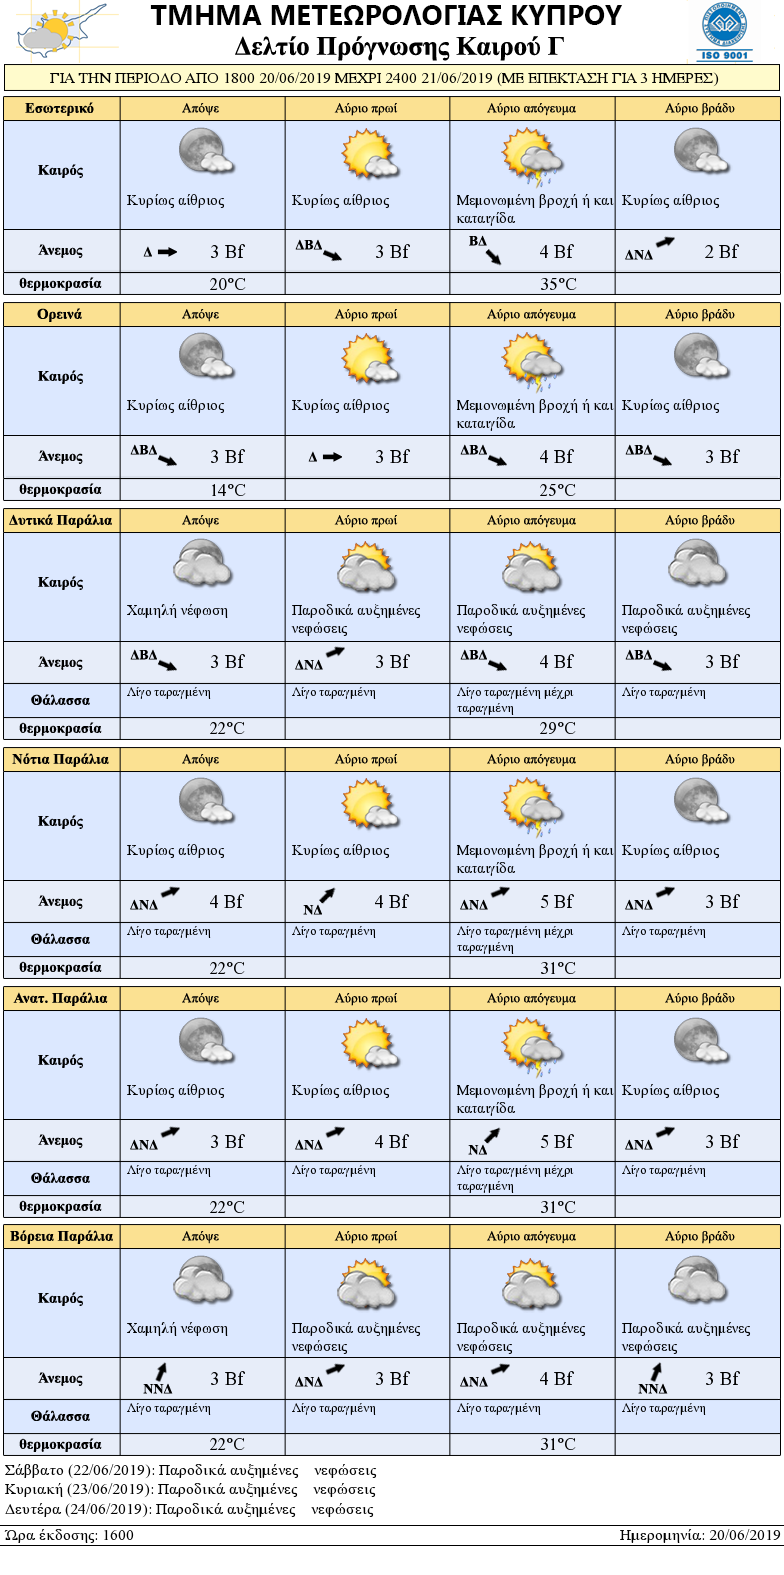 ΤΜΗΜΑ ΜΕΤΕΩΡΟΛΟΓΙΑΣ ΚΥΠΡΟΥ
Δελτίο Πρόγνωσης Καιρού Γ
ISO 9001
ΓΙΑ ΤΗΝ ΠΕΡΙΟΔΟ ΑΠΟ 1800 20/06/2019 ΜΕΧΡΙ 2400 21/06/2019 (ΜΕ ΕΠΕΚΤΑΣΗ ΓΙΑ 3 ΗΜΕΡΕΣ)
Εσωτερικό Απόψε Αύριο πρωί Αύριο απόγευμα Αύριο βράδυ
Καιρός Κυρίως αίθριος Κυρίως αίθριος Μεμονωμένη βροχή ή και καταιγίδα Κυρίως αίθριος
Άνεμος Δ 3 Bf ΔΒΔ 3 Bf ΒΔ 4 Bf ΔΝΔ 2 Bf
θερμοκρασία 20°C 35°C
Ορεινά Απόψε Αύριο πρωί Αύριο απόγευμα Αύριο βράδυ
Καιρός Κυρίως αίθριος Κυρίως αίθριος Μεμονωμένη βροχή ή και καταιγίδα Κυρίως αίθριος
Άνεμος ΔΒΔ 3 Bf Δ 3 Bf ΔΒΔ 4 Bf ΔΒΔ 3 Bf
θερμοκρασία 14°C 25°C
Δυτικά Παράλια Απόψε Αύριο πρωί Αύριο απόγευμα Αύριο βράδυ
Καιρός Χαμηλή νέφωση Παροδικά αυξημένες νεφώσεις Παροδικά αυξημένες νεφώσεις Παροδικά αυξημένες νεφώσεις
Άνεμος ΔΒΔ 3 Bf ΔΝΔ 3 Bf ΔΒΔ 4 Bf ΔΒΔ 3 Bf
Θάλασσα Λίγο ταραγμένη Λίγο ταραγμένη Λίγο ταραγμένη μέχρι ταραγμένη Λίγο ταραγμένη
θερμοκρασία 22°C 29°C
Νότια Παράλια Απόψε Αύριο πρωί Αύριο απόγευμα Αύριο βράδυ
Καιρός Κυρίως αίθριος Κυρίως αίθριος Μεμονωμένη βροχή ή και καταιγίδα Κυρίως αίθριος
Άνεμος ΔΝΔ 4 Bf ΝΔ 4 Bf ΔΝΔ 5 Bf ΔΝΔ 3 Bf
Θάλασσα Λίγο ταραγμένη Λίγο ταραγμένη Λίγο ταραγμένη μέχρι ταραγμένη Λίγο ταραγμένη
θερμοκρασία 22°C 31°C
Ανατ. Παράλια Απόψε Αύριο πρωί Αύριο απόγευμα Αύριο βράδυ
Καιρός Κυρίως αίθριος Κυρίως αίθριος Μεμονωμένη βροχή ή και καταιγίδα Κυρίως αίθριος
Άνεμος ΔΝΔ 3 Bf ΔΝΔ 4 Bf ΝΔ 5 Bf ΔΝΔ 3 Bf
Θάλασσα Λίγο ταραγμένη Λίγο ταραγμένη Λίγο ταραγμένη μέχρι ταραγμένη Λίγο ταραγμένη
θερμοκρασία 22°C 31°C
Βόρεια Παράλια Απόψε Αύριο πρωί Αύριο απόγευμα Αύριο βράδυ
Καιρός Χαμηλή νέφωση Παροδικά αυξημένες νεφώσεις Παροδικά αυξημένες νεφώσεις Παροδικά αυξημένες νεφώσεις
Άνεμος ΝΝΔ 3 Bf ΔΝΔ 3 Bf ΔΝΔ 4 Bf ΝΝΔ 3 Bf
Θάλασσα Λίγο ταραγμένη Λίγο ταραγμένη Λίγο ταραγμένη Λίγο ταραγμένη
θερμοκρασία 22°C 31°C
Σάββατο (22/06/2019): Παροδικά αυξημένες νεφώσεις
Κυριακή (23/06/2019): Παροδικά αυξημένες νεφώσεις
Δευτέρα (24/06/2019): Παροδικά αυξημένες νεφώσεις
Ώρα έκδοσης: 1600 Ημερομηνία: 20/06/2019